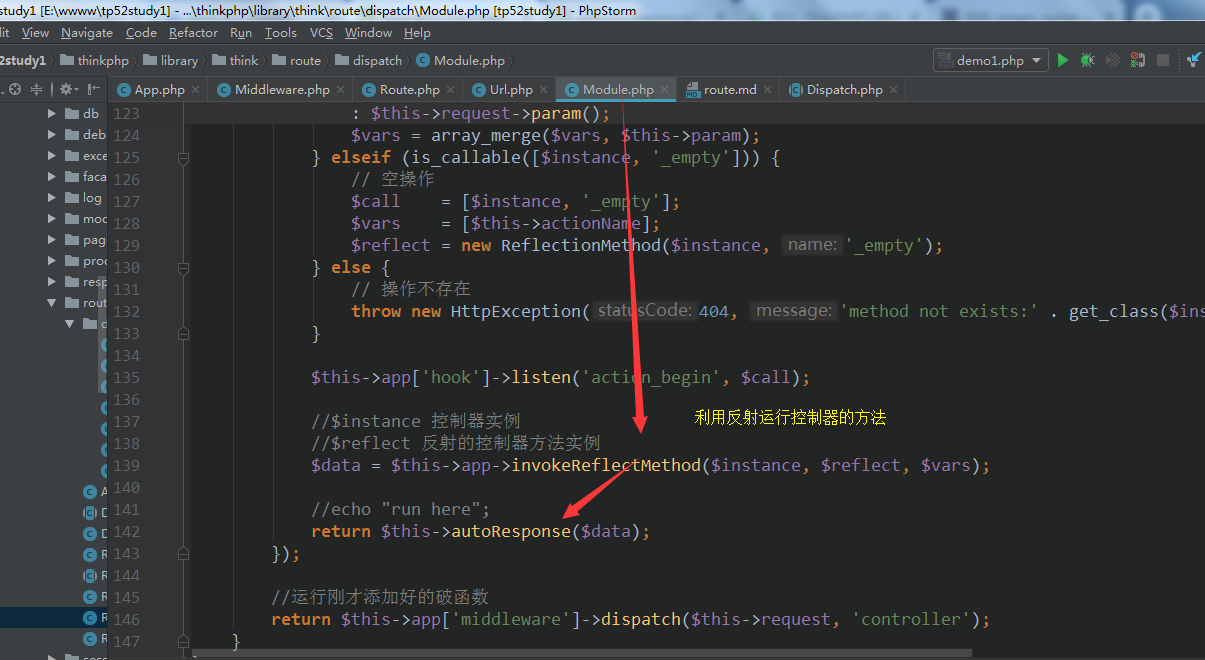 study1 [E:\wwww\tp52study1] - ...\thinkphp\library\think\route\dispatch\Module.php [tp52study1] - PhpStorm
it View Navigate Code Refactor Run Tools VCS Window Help
2study1 thinkphp library think route dispatch Module.php demo1.php
App.php Middleware.php Route.php Url.php Module.php route.md Dispatch.php
db 123 : $this->request->param();
deb 124 $vars = array_merge($vars, $this->param);
exce 125 } elseif (is_callable([$instance, '_empty'])) {
faca 126 // 空操作
log 127 $call = [$instance, '_empty'];
mod 128 $vars = [$this->actionName];
pag 129 $reflect = new ReflectionMethod($instance, name: '_empty');
proc 130 } else {
resp 131 // 操作不存在
rout 132 throw new HttpException( statusCode: 404, message: 'method not exists:' . get_class($ins
d 133 }
134
135 $this->app['hook']->listen('action_begin', $call);
136
137 //$instance 控制器实例
利用反射运行控制器的方法
138 //$reflect 反射的控制器方法实例
139 $data = $this->app->invokeReflectMethod($instance, $reflect, $vars);
A 140
D 141 //echo "run here";
D 142 return $this->autoResponse($data);
R 143 });
R 144
R 145 //运行刚才添加好的破函数
R 146 return $this->app['middleware']->dispatch($this->request, 'controller');
R 147 }